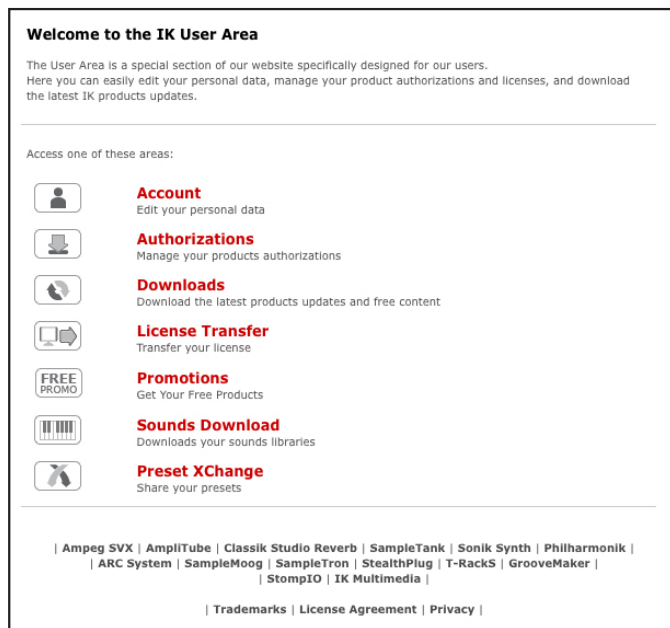 Welcome to the IK User Area
The User Area is a special section of our website specifically designed for our users.
Here you can easily edit your personal data, manage your product authorizations and licenses, and download
the latest IK products updates.
Access one of these areas:
Account
Edit your personal data
Authorizations
Manage your products authorizations
Downloads
Download the latest products updates and free content
License Transfer
Transfer your license
FREE
PROMO
Promotions
Get Your Free Products
Sounds Download
Downloads your sounds libraries
Preset XChange
Share your presets
| Ampeg SVX | AmpliTube | Classik Studio Reverb | SampleTank | Sonik Synth | Philharmonik |
| ARC System | SampleMoog | SampleTron | StealthPlug | T-RackS | GrooveMaker |
| StompIO | IK Multimedia |
| Trademarks | License Agreement | Privacy |